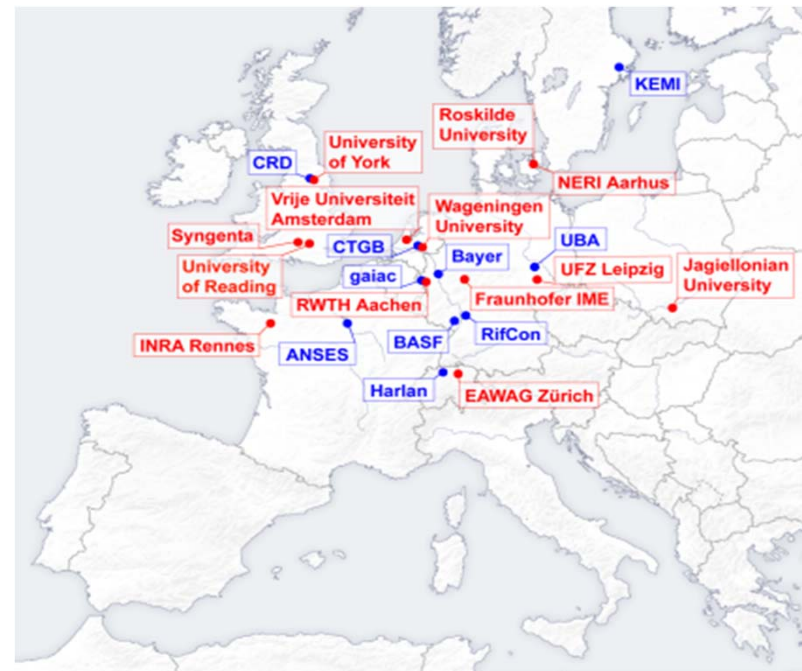 KEMI
Roskilde
University
University
of York
CRD
NERI Aarhus
Vrije Universiteit
Amsterdam
Wageningen
University
Syngenta
CTGB
UBA
Bayer
University
of Reading
gaiac
UFZ Leipzig
Jagiellonian
University
RWTH Aachen
Fraunhofer IME
INRA Rennes
ANSES
BASF
RifCon
Harlan
EAWAG Zürich